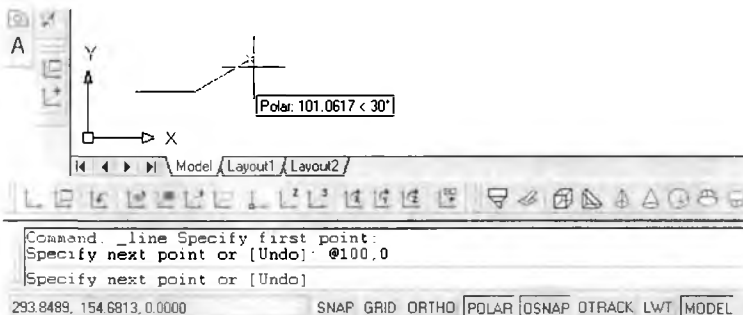 A
Y
Polar: 101.0617 < 30°
X
Model Layout1 Layout2
Command: _line Specify first point:
Specify next point or [Undo]: @100,0
Specify next point or [Undo]
293.8489, 154.6813, 0.0000 SNAP GRID ORTHO POLAR OSNAP OTRACK LWT MODEL